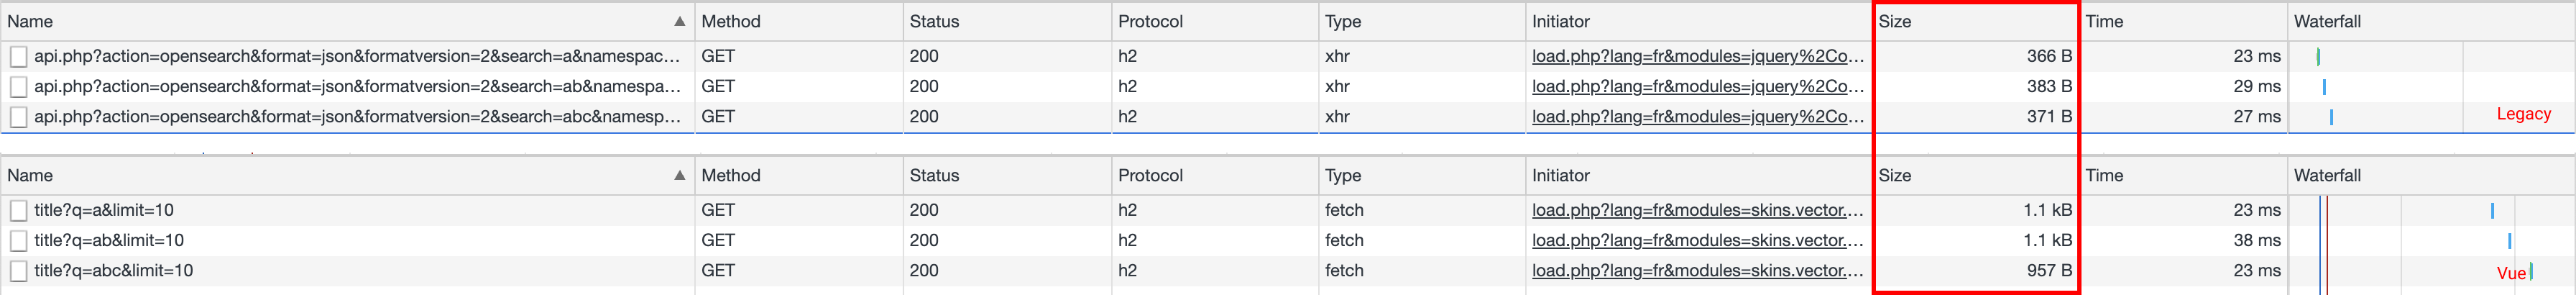 Name ▲ Method Status Protocol Type Initiator Size Time Waterfall
api.php?action=opensearch&format=json&formatversion=2&search=a&namespac... GET 200 h2 xhr load.php?lang=fr&modules=jquery%2Co... 366 B 23 ms
api.php?action=opensearch&format=json&formatversion=2&search=ab&namespa... GET 200 h2 xhr load.php?lang=fr&modules=jquery%2Co... 383 B 29 ms
api.php?action=opensearch&format=json&formatversion=2&search=abc&namesp... GET 200 h2 xhr load.php?lang=fr&modules=jquery%2Co... 371 B 27 ms Legacy
Name ▲ Method Status Protocol Type Initiator Size Time Waterfall
title?q=a&limit=10 GET 200 h2 fetch load.php?lang=fr&modules=skins.vector.... 1.1 kB 23 ms
title?q=ab&limit=10 GET 200 h2 fetch load.php?lang=fr&modules=skins.vector.... 1.1 kB 38 ms
title?q=abc&limit=10 GET 200 h2 fetch load.php?lang=fr&modules=skins.vector.... 957 B 23 ms Vue